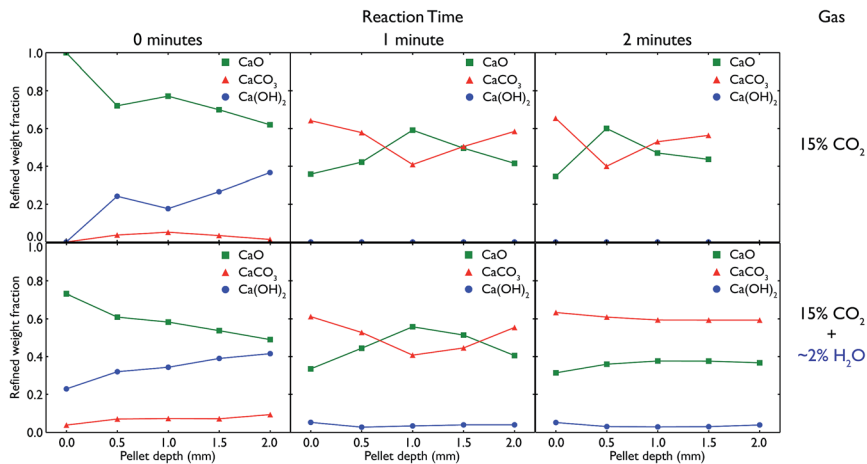 Reaction Time
Gas
0 minutes
1 minute
2 minutes
Refined weight fraction
1.0
0.8
0.6
0.4
0.2
0.0
CaO
CaCO₃
Ca(OH)₂
CaO
CaCO₃
Ca(OH)₂
CaO
CaCO₃
Ca(OH)₂
15% CO₂
Refined weight fraction
1.0
0.8
0.6
0.4
0.2
0.0
CaO
CaCO₃
Ca(OH)₂
CaO
CaCO₃
Ca(OH)₂
CaO
CaCO₃
Ca(OH)₂
15% CO₂
+
~2% H₂O
0.0 0.5 1.0 1.5 2.0
0.0 0.5 1.0 1.5 2.0
0.0 0.5 1.0 1.5 2.0
Pellet depth (mm)
Pellet depth (mm)
Pellet depth (mm)